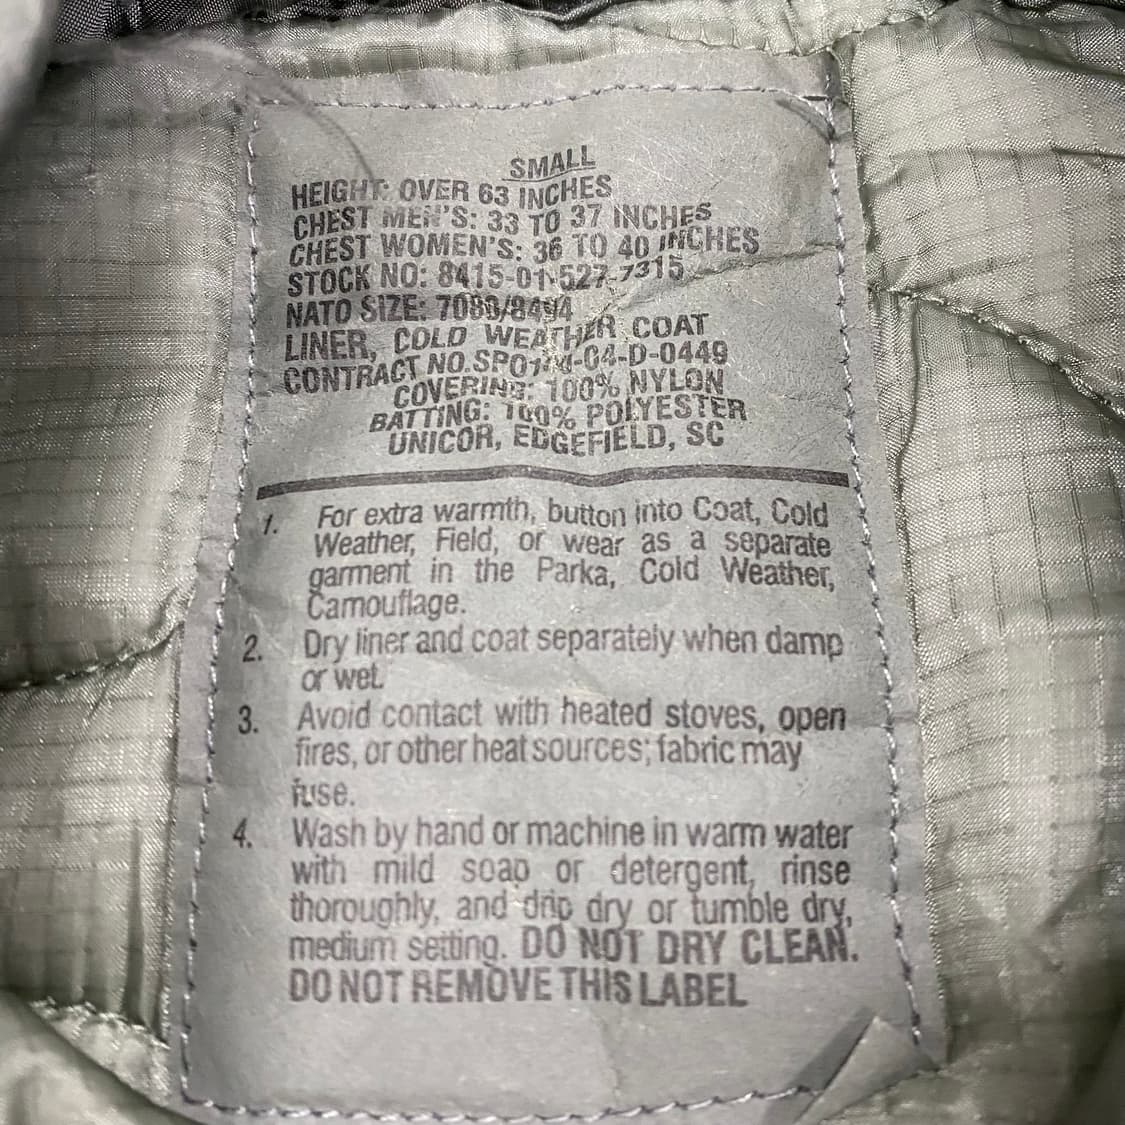 SMALL
HEIGHT: OVER 63 INCHES
CHEST MEN'S: 33 TO 37 INCHES
CHEST WOMEN'S: 36 TO 40 INCHES
STOCK NO: 8415-01-527-7315
NATO SIZE:
LINER, COLD WEATHER COAT
CONTRACT
COVERING: 100% NYLON
BATTING: 100% POLYESTER
UNICOR, EDGEFIELD, SC
1. For extra warmth, button into Coat, Cold
Weather, Field, or wear as a separate
garment in the Parka, Cold Weather,
Camouflage.
2. Dry liner and coat separately when damp
or wet.
3. Avoid contact with heated stoves, open
fires, or other heat sources; fabric may
fuse.
4. Wash by hand or machine in warm water
with mild soap or detergent, rinse
thoroughly, and drip dry or tumble dry,
medium setting. DO NOT DRY CLEAN.
DO NOT REMOVE THIS LABEL